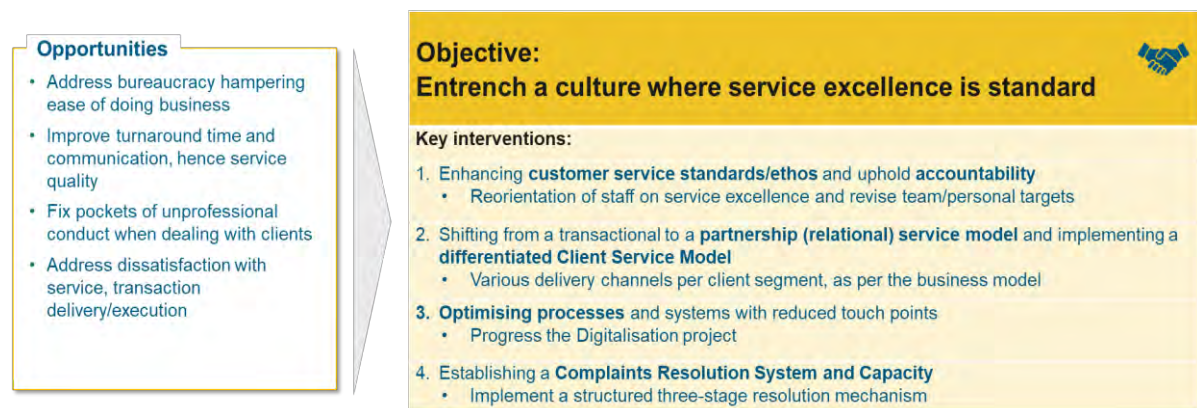 Opportunities
• Address bureaucracy hampering
ease of doing business
• Improve turnaround time and
communication, hence service
quality
• Fix pockets of unprofessional
conduct when dealing with clients
• Address dissatisfaction with
service, transaction
delivery/execution
Objective:
Entrench a culture where service excellence is standard
Key interventions:
1. Enhancing customer service standards/ethos and uphold accountability
• Reorientation of staff on service excellence and revise team/personal targets
2. Shifting from a transactional to a partnership (relational) service model and implementing a
differentiated Client Service Model
• Various delivery channels per client segment, as per the business model
3. Optimising processes and systems with reduced touch points
• Progress the Digitalisation project
4. Establishing a Complaints Resolution System and Capacity
• Implement a structured three-stage resolution mechanism